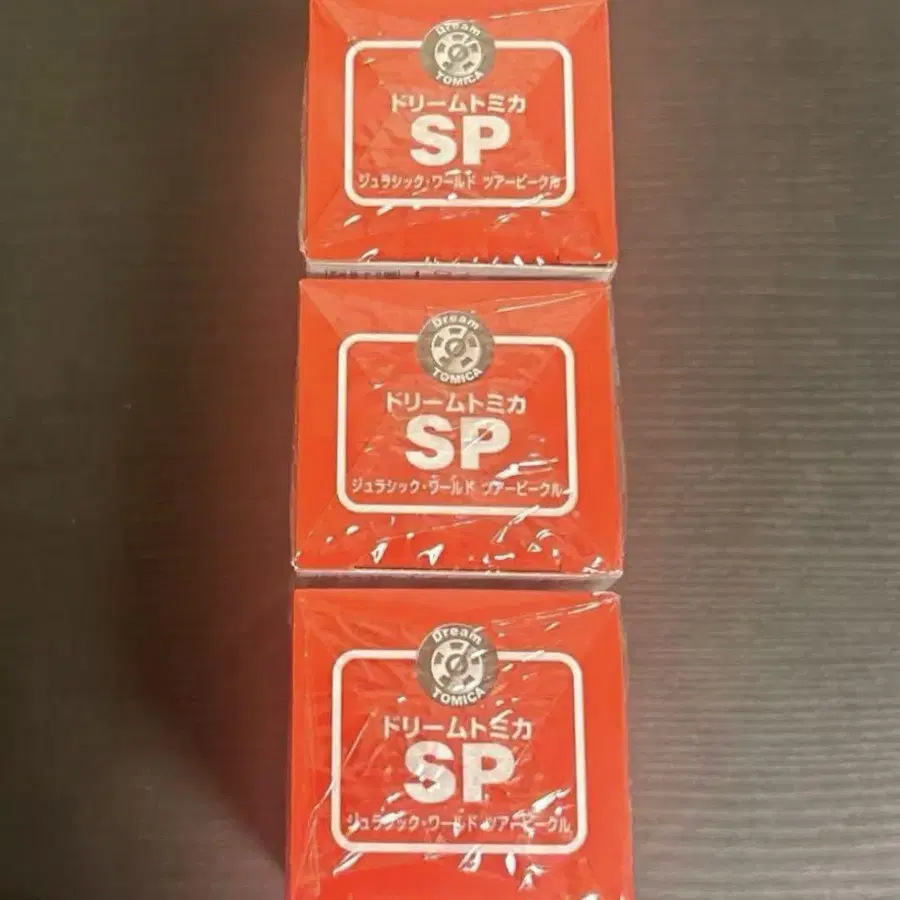 Dream
TOMICA
ドリームトミカ
SP
ジュラシック・ワールド ツアービークル
Dream
TOMICA
ドリームトミカ
SP
ジュラシック・ワールド ツアービークル
Dream
TOMICA
ドリームトミカ
SP
ジュラシック・ワールド ツアービークル